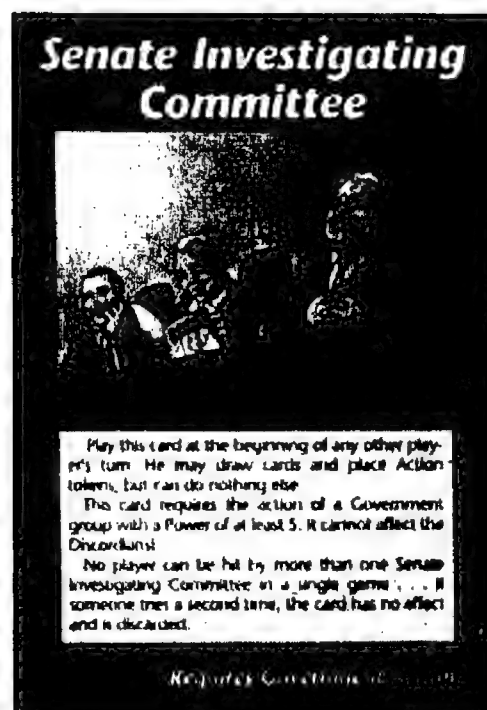 Senate Investigating
Committee
Play this card at the beginning of any other play-
er's turn. He may draw cards and place Action
tokens, but can do nothing else.
This card requires the action of a Government
group with a Power of at least 5. It cannot affect the
Discordians!
No player can be hit by more than one Senate
Investigating Committee in a single game . . . If
someone tries a second time, the card has no affect
and is discarded.
Requires Government